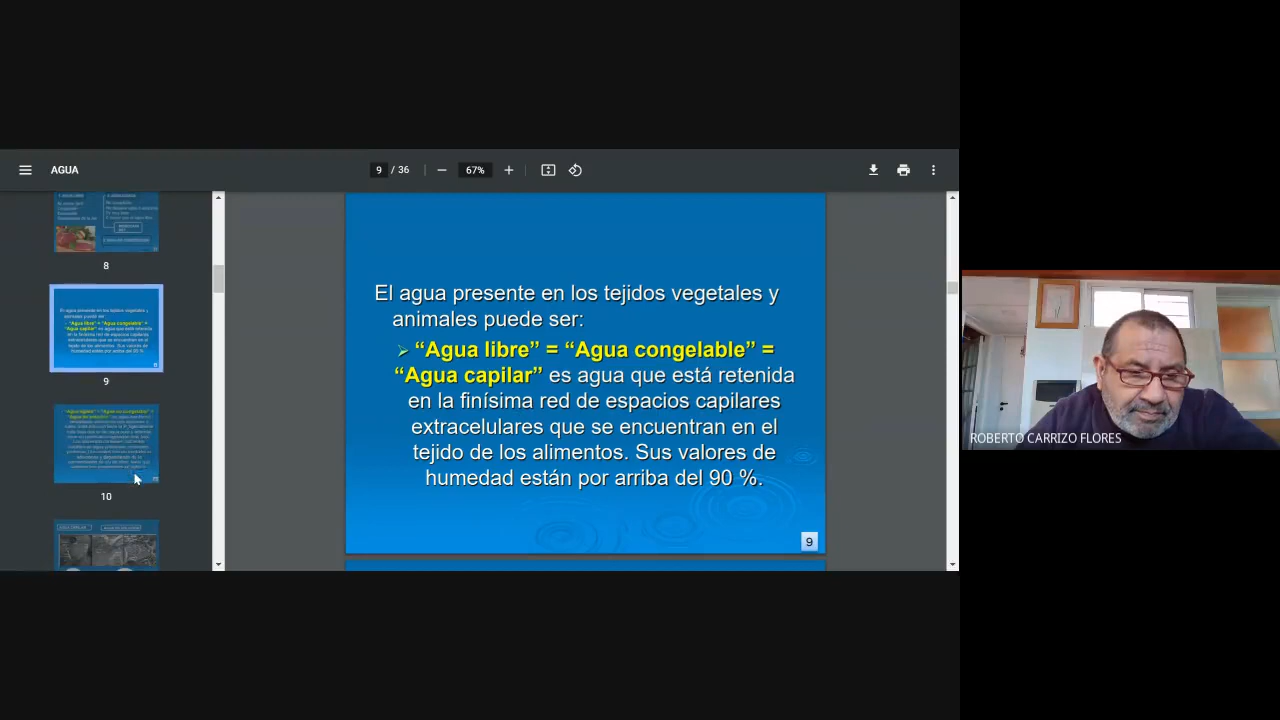 AGUA
9 / 36
67%
8
9
10
El agua presente en los tejidos vegetales y
animales puede ser:
“Agua libre” = “Agua congelable” =
“Agua capilar” es agua que está retenida
en la finísima red de espacios capilares
extracelulares que se encuentran en el
tejido de los alimentos. Sus valores de
humedad están por arriba del 90 %.
9
ROBERTO CARRIZO FLORES